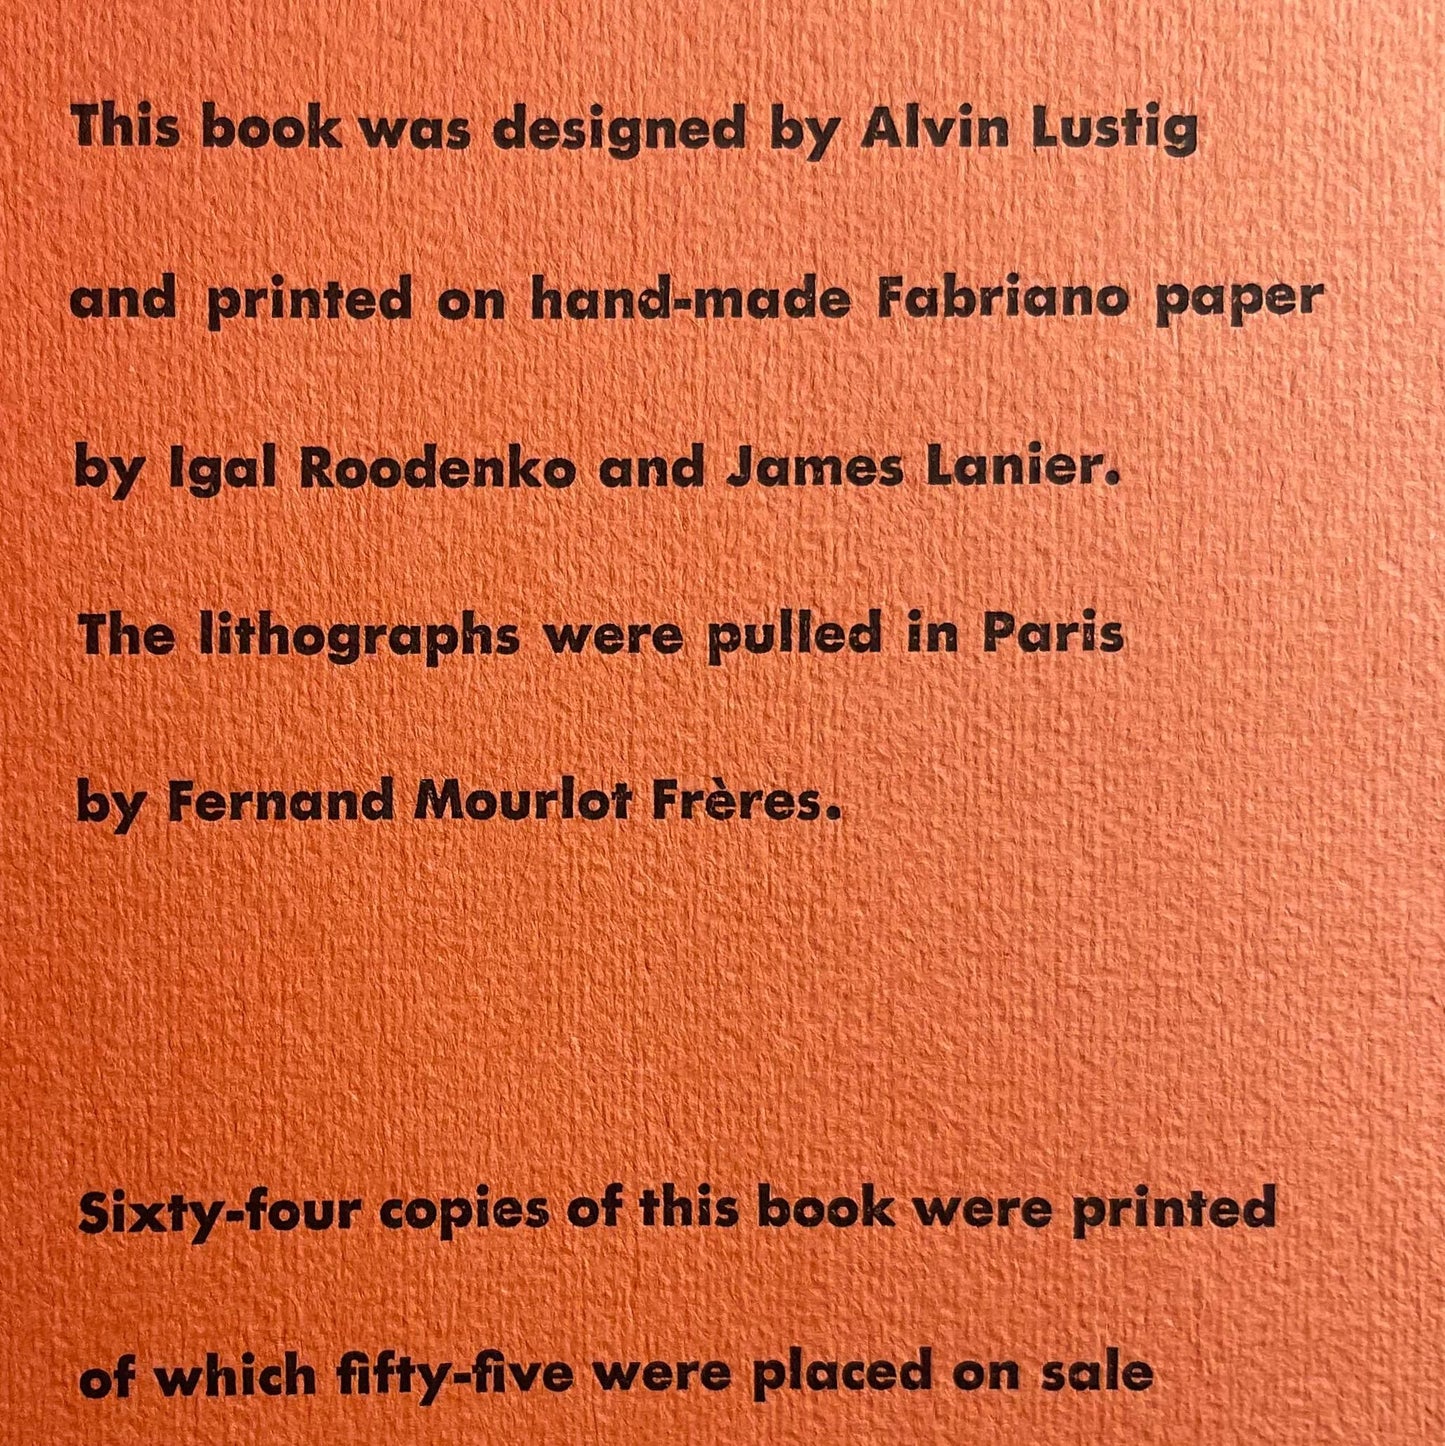 This book was designed by Alvin Lustig
and printed on hand-made Fabriano paper
by Igal Roodenko and James Lanier.
The lithographs were pulled in Paris
by Fernand Mourlot Frères.
Sixty-four copies of this book were printed
of which fifty-five were placed on sale